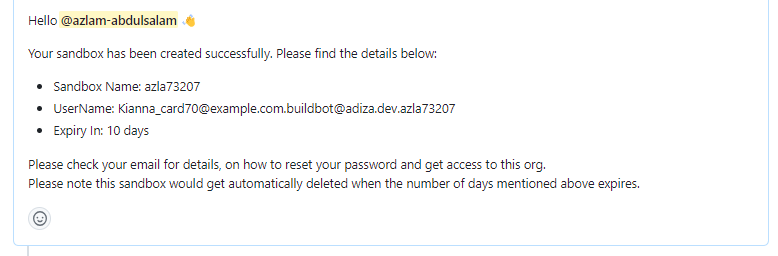 Hello @azlam-abdulsalam 👋
Your sandbox has been created successfully. Please find the details below:
• Sandbox Name: azla73207
• UserName: Kianna_card70@example.com.buildbot@adiza.dev.azla73207
• Expiry In: 10 days
Please check your email for details, on how to reset your password and get access to this org.
Please note this sandbox would get automatically deleted when the number of days mentioned above expires.